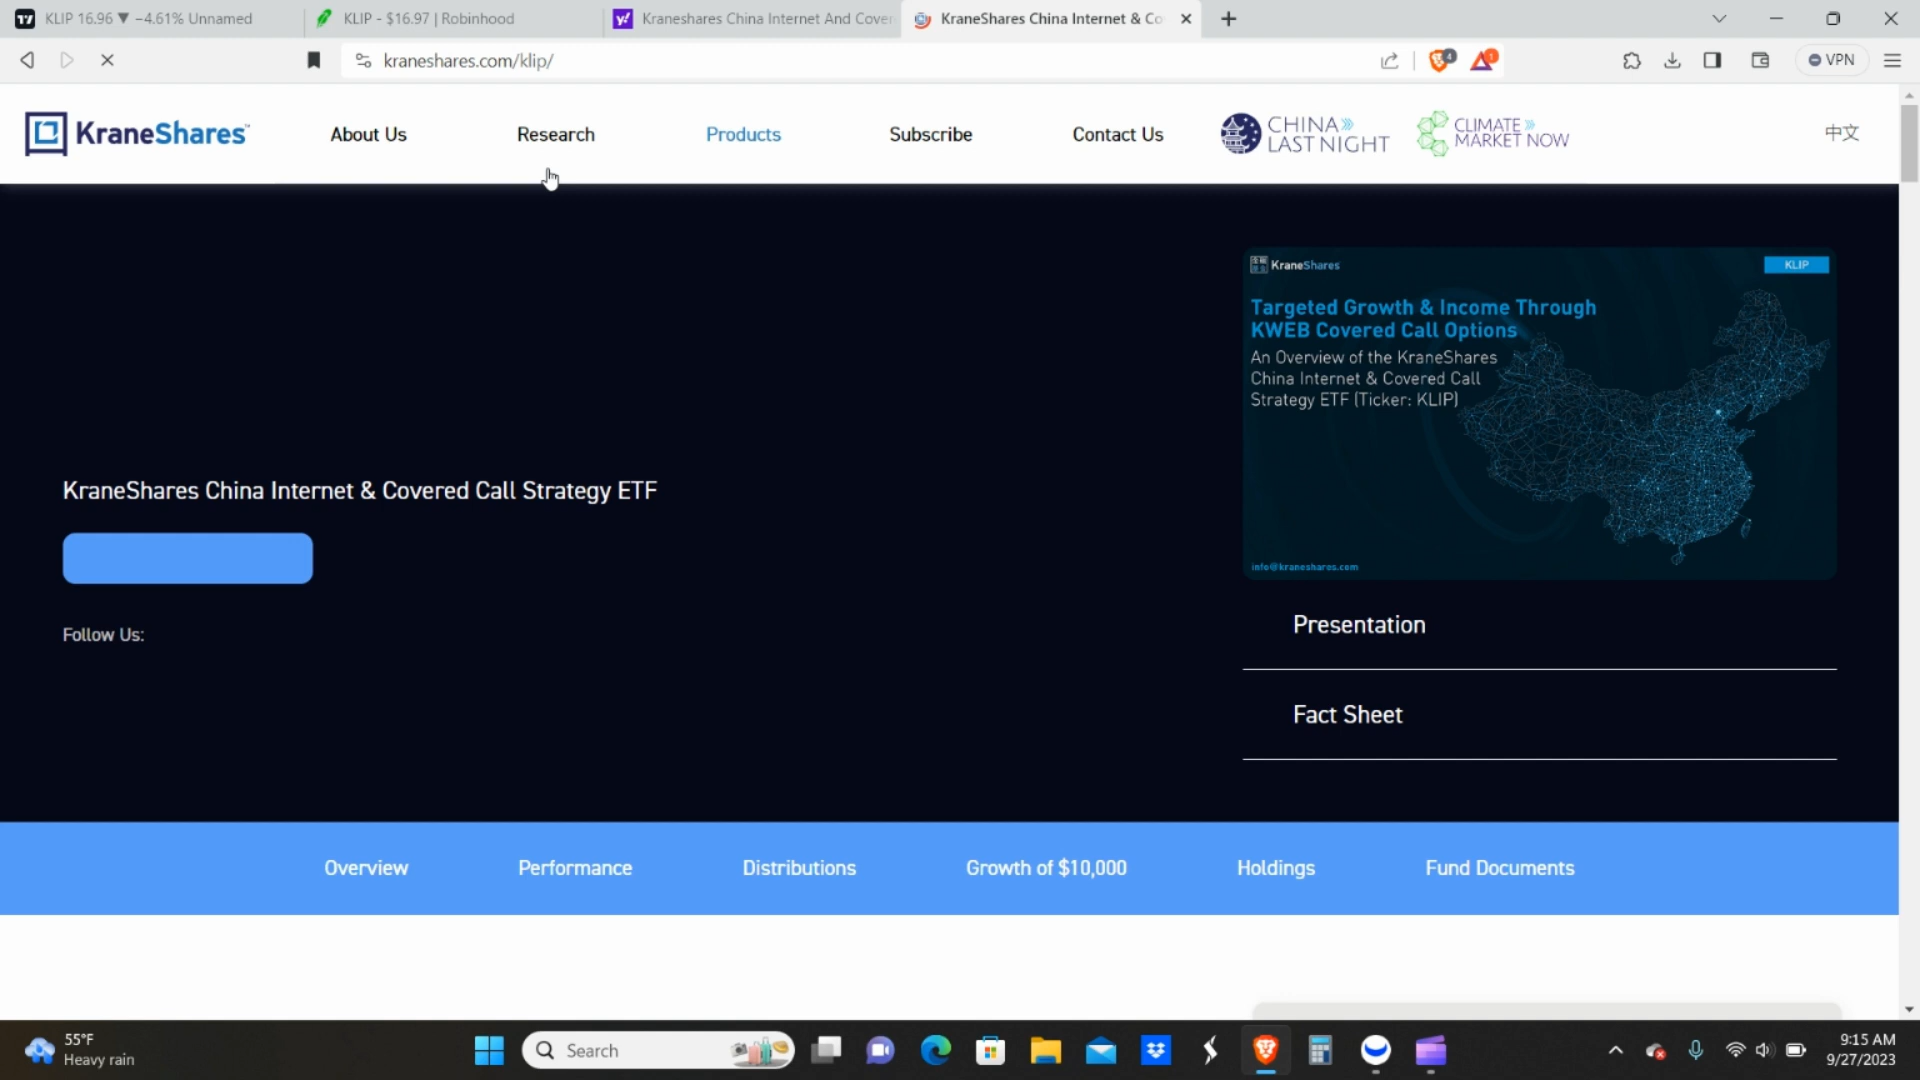 KLIP 16.96 ▼ −4.61% Unnamed
KLIP - $16.97 | Robinhood
Kraneshares China Internet And Cover
KraneShares China Internet & Co
kraneshares.com/klip/
4
1
VPN
KraneShares™
About Us
Research
Products
Subscribe
Contact Us
CHINA
LAST NIGHT
CLIMATE
MARKET NOW
中文
KraneShares
KLIP
Targeted Growth & Income Through
KWEB Covered Call Options
An Overview of the KraneShares
China Internet & Covered Call
Strategy ETF (Ticker: KLIP)
info@kraneshares.com
KraneShares China Internet & Covered Call Strategy ETF
Follow Us:
Presentation
Fact Sheet
Overview
Performance
Distributions
Growth of $10,000
Holdings
Fund Documents
55°F
Heavy rain
Search
9:15 AM
9/27/2023